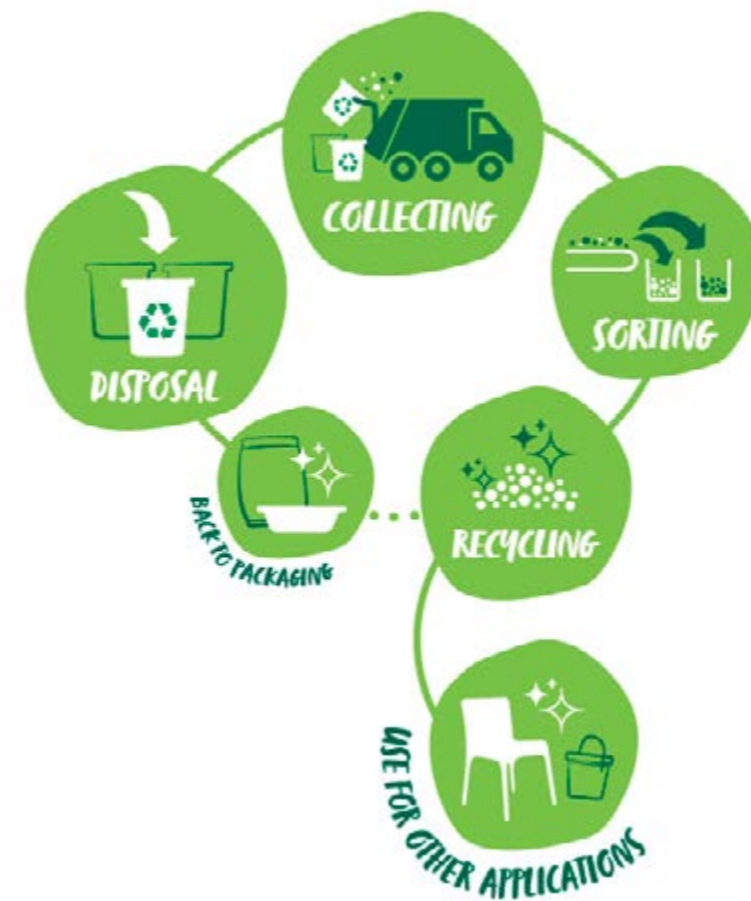 COLLECTING
DISPOSAL
SORTING
BACK TO PACKAGING
RECYCLING
USE FOR OTHER APPLICATIONS